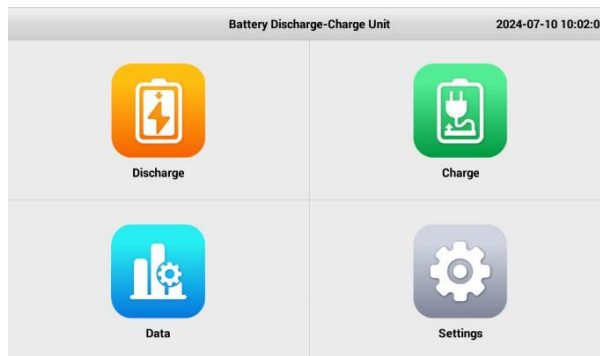 Battery Discharge-Charge Unit 2024-07-10 10:02:0
Discharge Charge
Data Settings